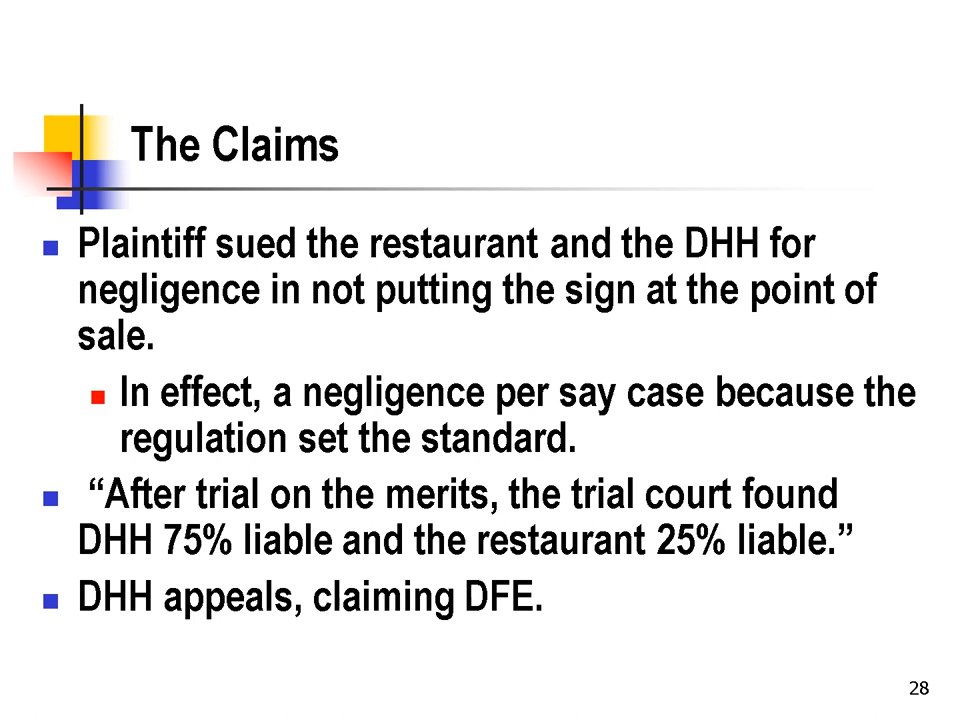 The Claims
Plaintiff sued the restaurant and the DHH for
negligence in not putting the sign at the point of
sale.
In effect, a negligence per say case because the
regulation set the standard.
“After trial on the merits, the trial court found
DHH 75% liable and the restaurant 25% liable.”
DHH appeals, claiming DFE.
28